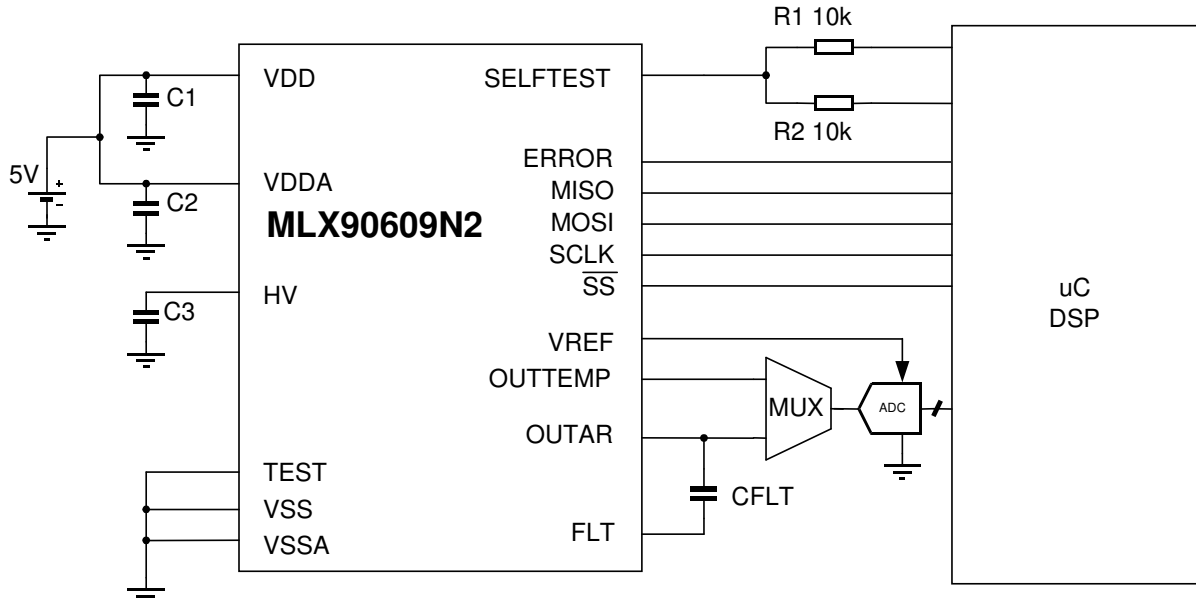 R1 10k
VDD
SELFTEST
C1
R2 10k
5V
+
-
VDDA
C2
ERROR
MISO
MLX90609N2
MOSI
SCLK
SS
HV
C3
uC
DSP
VREF
OUTTEMP
MUX
ADC
OUTAR
TEST
CFLT
VSS
FLT
VSSA